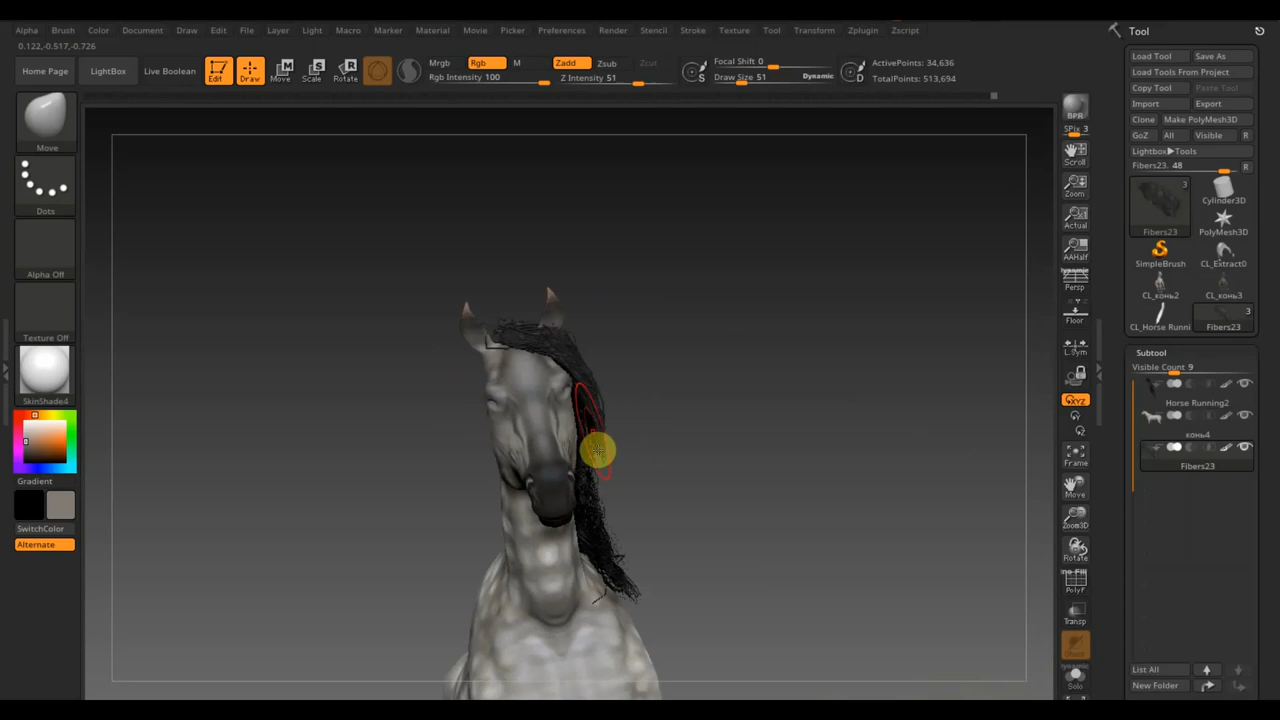 Alpha Brush Color Document Draw Edit File Layer Light Macro Marker Material Movie Picker Preferences Render Stencil Stroke Texture Tool Transform Zplugin Zscript
Tool
0.122,-0.517,-0.726
Home Page
LightBox
Live Boolean
Edit
Draw
Move
Scale
Rotate
Mrgb
Rgb
M
Rgb Intensity 100
Zadd
Zsub
Zcut
Z Intensity 51
S
Focal Shift 0
Draw Size 51
Dynamic
D
ActivePoints: 34,636
TotalPoints: 513,694
Load Tool
Save As
Load Tools From Project
Copy Tool
Paste Tool
Import
Export
Clone
Make PolyMesh3D
GoZ
All
Visible
R
Lightbox▶Tools
Fibers23. 48
R
3
Fibers23
Cylinder3D
PolyMesh3D
SimpleBrush
CL_Extract0
CL_конь2
CL_конь3
CL_Horse Runni
3
Fibers23
Subtool
Visible Count 9
Horse Running2
конь4
Fibers23
List All
New Folder
Move
Dots
Alpha Off
Texture Off
SkinShade4
Gradient
SwitchColor
Alternate
BPR
SPix 3
Scroll
Zoom
Actual
AAHalf
Dynamic
Persp
Floor
L.Sym
XYZ
Y
Z
Frame
Move
Zoom3D
Rotate
PolyF
Transp
Dynamic
Solo